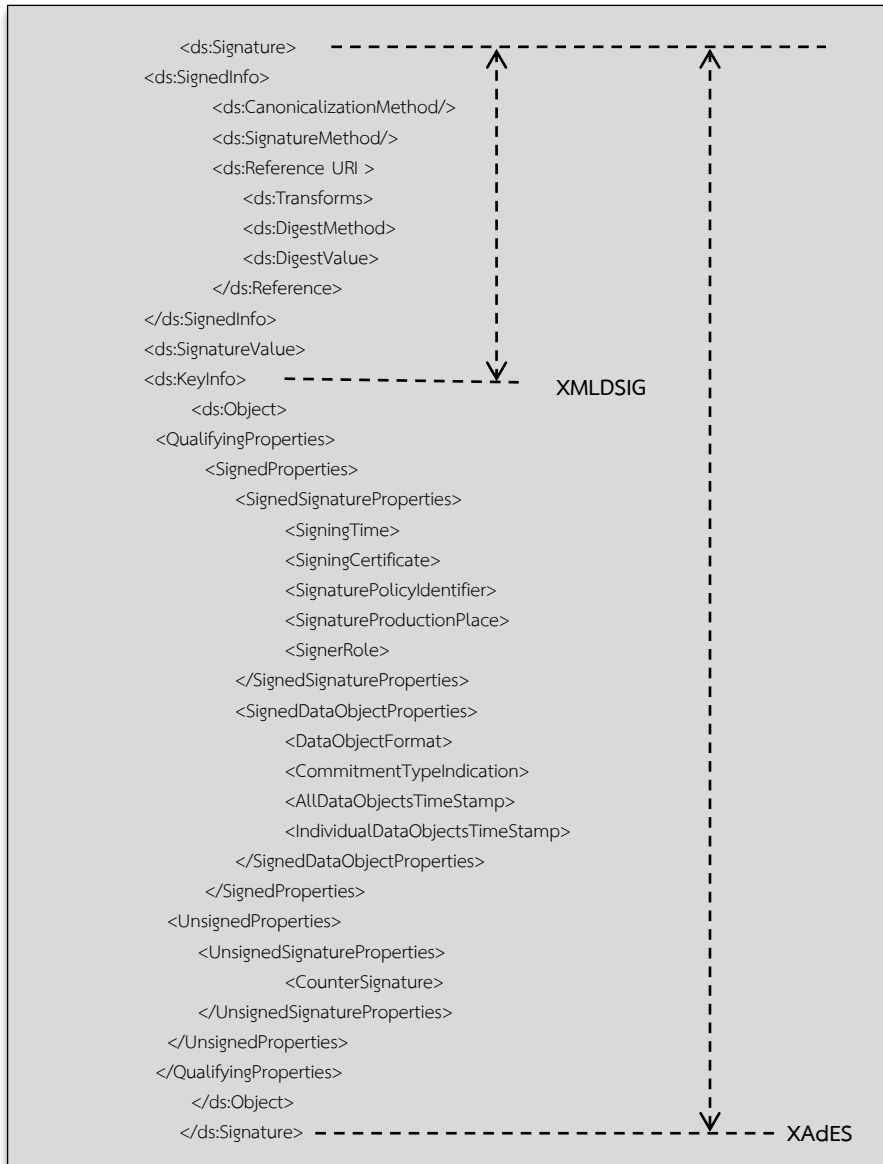 <ds:Signature>
<ds:SignedInfo>
<ds:CanonicalizationMethod/>
<ds:SignatureMethod/>
<ds:Reference URI >
<ds:Transforms>
<ds:DigestMethod>
<ds:DigestValue>
</ds:Reference>
</ds:SignedInfo>
<ds:SignatureValue>
<ds:KeyInfo>
XMLDSIG
<ds:Object>
<QualifyingProperties>
<SignedProperties>
<SignedSignatureProperties>
<SigningTime>
<SigningCertificate>
<SignaturePolicyIdentifier>
<SignatureProductionPlace>
<SignerRole>
</SignedSignatureProperties>
<SignedDataObjectProperties>
<DataObjectFormat>
<CommitmentTypeIndication>
<AllDataObjectsTimeStamp>
<IndividualDataObjectsTimeStamp>
</SignedDataObjectProperties>
</SignedProperties>
<UnsignedProperties>
<UnsignedSignatureProperties>
<CounterSignature>
</UnsignedSignatureProperties>
</UnsignedProperties>
</QualifyingProperties>
</ds:Object>
</ds:Signature>
XAdES